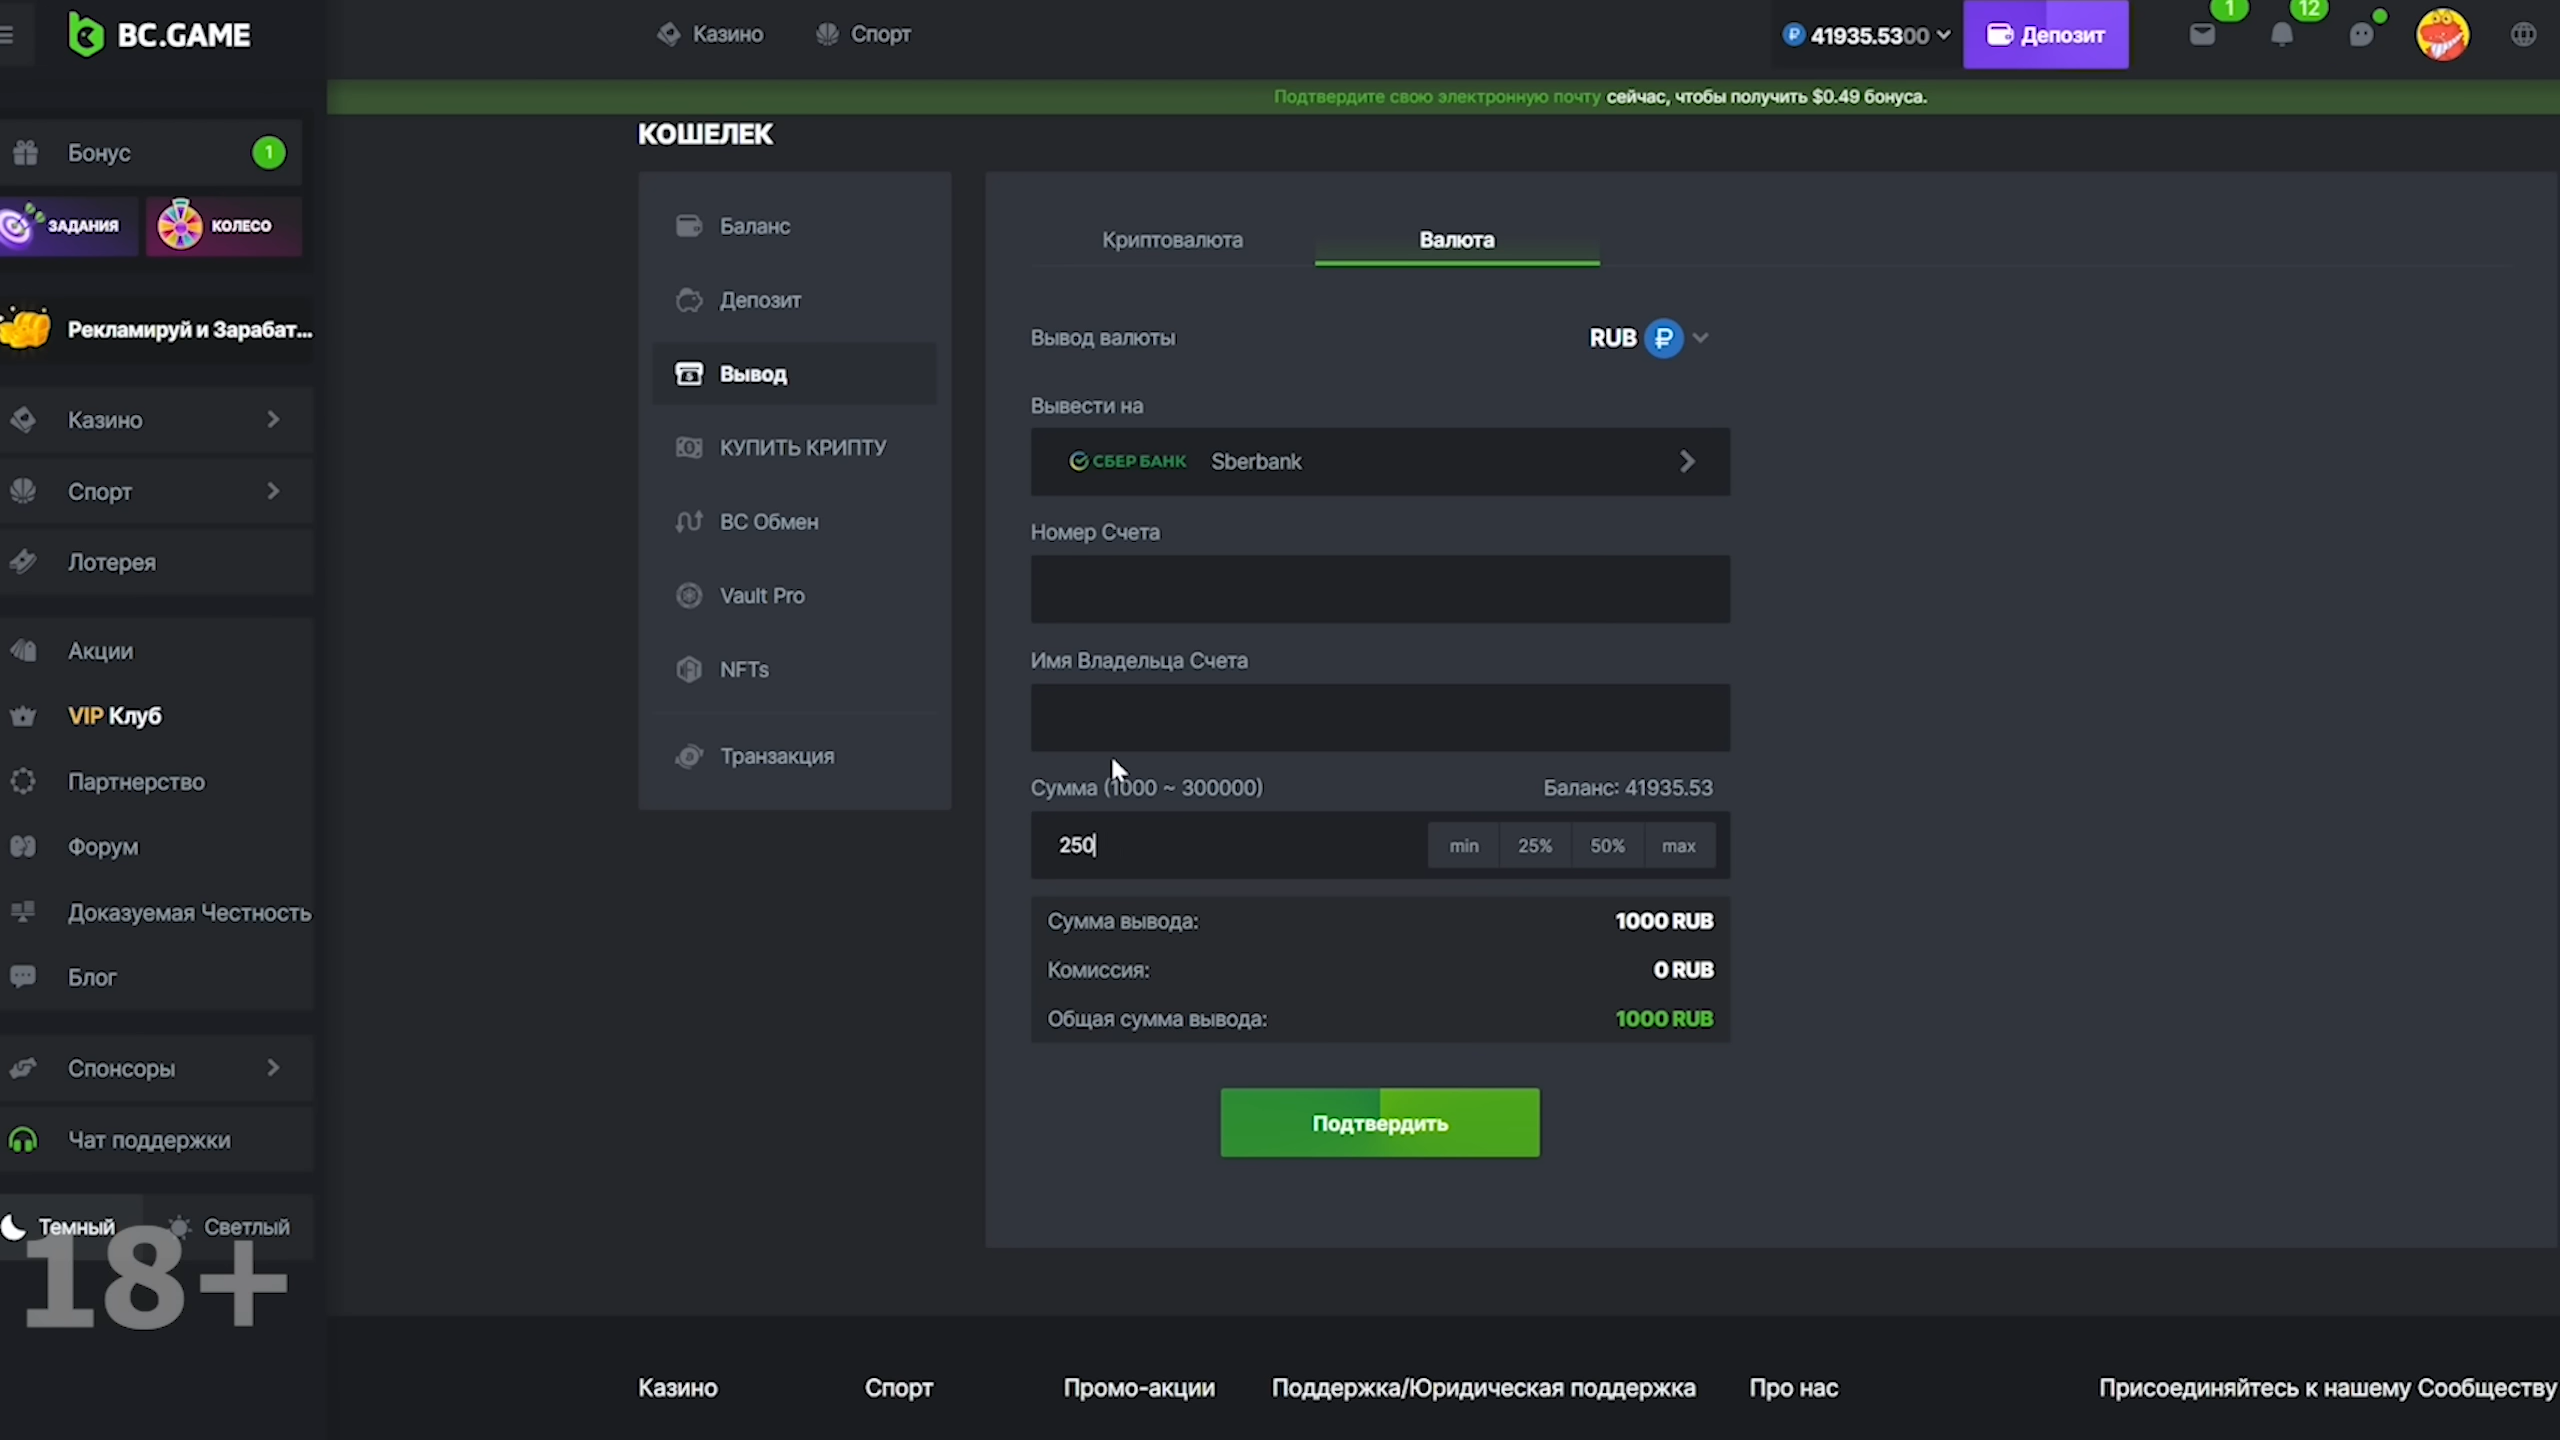 BC.GAME
Казино
Спорт
₽ 41935.5300
Депозит
1
12
Подтвердите свою электронную почту сейчас, чтобы получить $0.49 бонуса.
Бонус
1
ЗАДАНИЯ
КОЛЕСО
Рекламируй и Зарабат...
Казино
Спорт
Лотерея
Акции
VIP Клуб
Партнерство
Форум
Доказуемая Честность
Блог
Спонсоры
Чат поддержки
Темный
Светлый
18+
КОШЕЛЕК
Баланс
Депозит
Вывод
КУПИТЬ КРИПТУ
BC Обмен
Vault Pro
NFTs
Транзакция
Криптовалюта
Валюта
Вывод валюты
RUB ₽
Вывести на
СБЕР БАНК Sberbank
Номер Счета
Имя Владельца Счета
Сумма (1000 ~ 300000)
Баланс: 41935.53
250
min
25%
50%
max
Сумма вывода: 1000 RUB
Комиссия: 0 RUB
Общая сумма вывода: 1000 RUB
Подтвердить
Казино
Спорт
Промо-акции
Поддержка/Юридическая поддержка
Про нас
Присоединяйтесь к нашему Сообществу